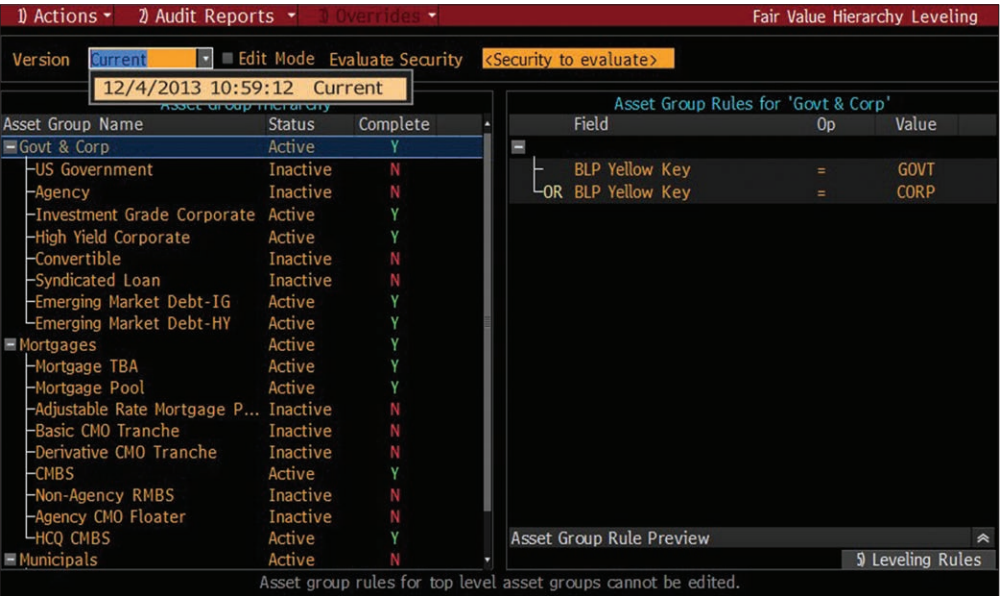 1) Actions 2) Audit Reports 3) Overrides Fair Value Hierarchy Leveling
Version Current Edit Mode Evaluate Security <Security to evaluate>
12/4/2013 10:59:12 Current
Asset Group Hierarchy
Asset Group Name Status Complete
Govt & Corp Active Y
US Government Inactive N
Agency Inactive N
Investment Grade Corporate Active Y
High Yield Corporate Active Y
Convertible Inactive N
Syndicated Loan Inactive N
Emerging Market Debt-IG Active Y
Emerging Market Debt-HY Active Y
Mortgages Active Y
Mortgage TBA Active Y
Mortgage Pool Active Y
Adjustable Rate Mortgage P... Inactive N
Basic CMO Tranche Inactive N
Derivative CMO Tranche Inactive N
CMBS Active Y
Non-Agency RMBS Inactive N
Agency CMO Floater Inactive N
HCQ CMBS Active Y
Municipals Active N
Asset Group Rules for 'Govt & Corp'
Field Op Value
BLP Yellow Key = GOVT
OR BLP Yellow Key = CORP
Asset Group Rule Preview
5) Leveling Rules
Asset group rules for top level asset groups cannot be edited.